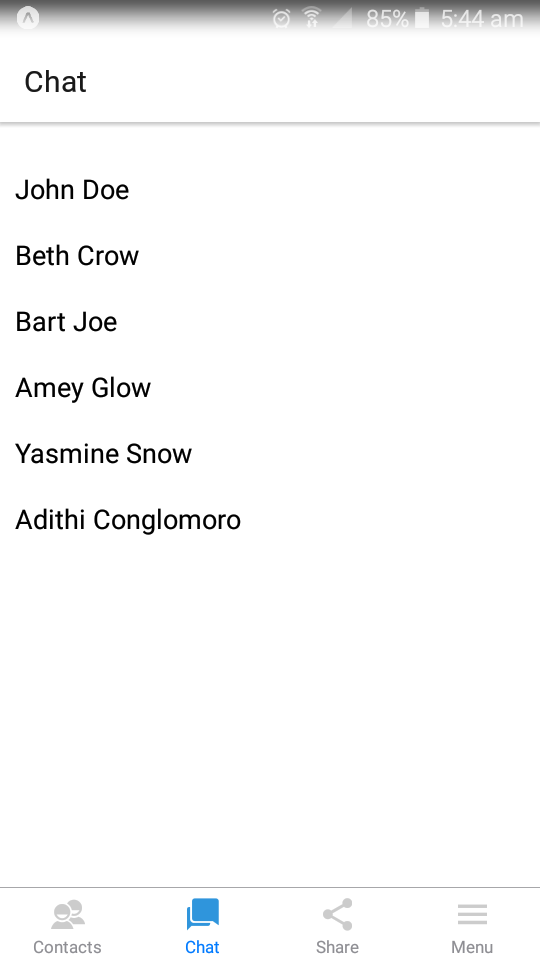 85% 5:44 am
Chat
John Doe
Beth Crow
Bart Joe
Amey Glow
Yasmine Snow
Adithi Conglomoro
Contacts Chat Share Menu